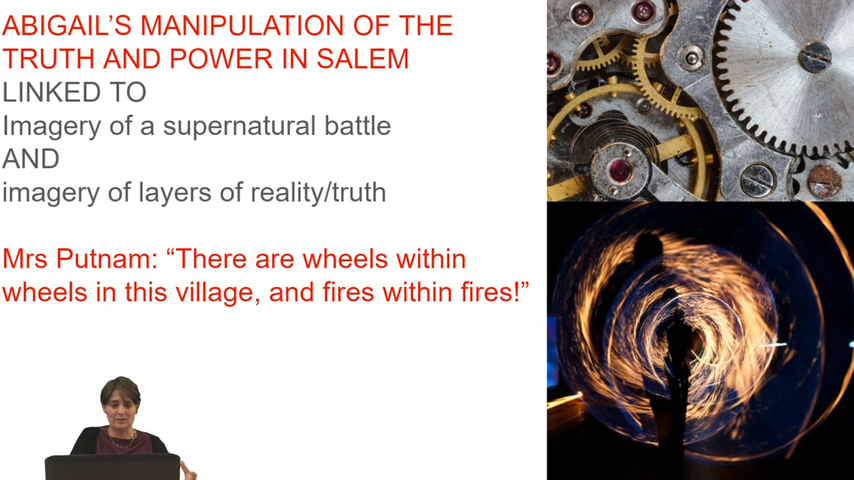 ABIGAIL’S MANIPULATION OF THE
TRUTH AND POWER IN SALEM
LINKED TO
Imagery of a supernatural battle
AND
imagery of layers of reality/truth
Mrs Putnam: “There are wheels within
wheels in this village, and fires within fires!”